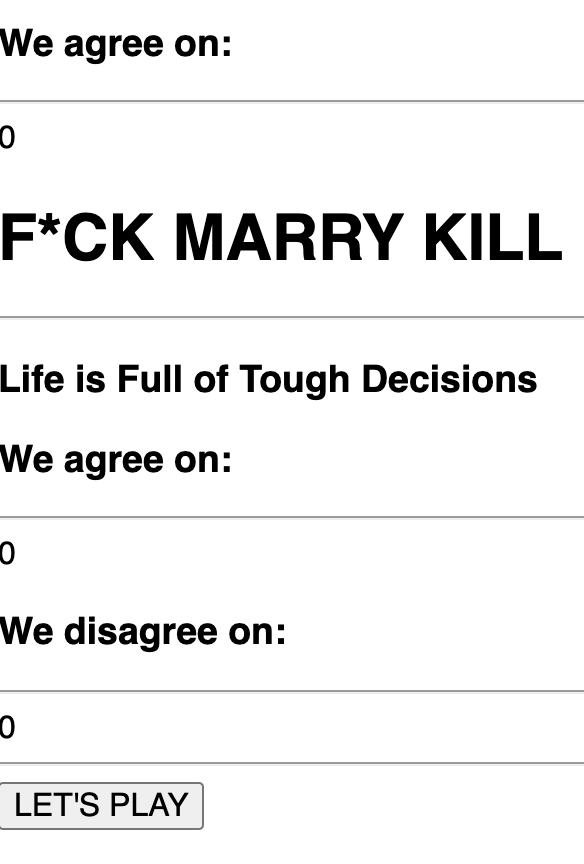 We agree on:
0
F*CK MARRY KILL
Life is Full of Tough Decisions
We agree on:
0
We disagree on:
0
LET'S PLAY